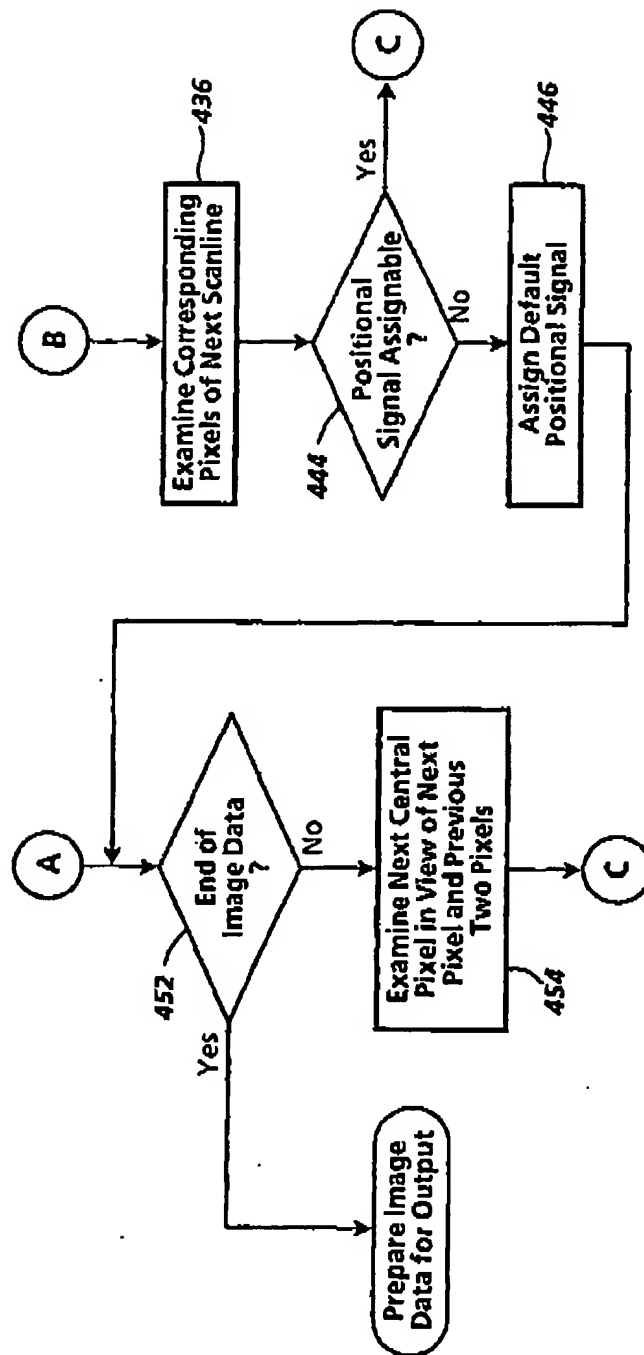 A
End of
Image Data
?
452
Yes
No
Prepare Image
Data for Output
Examine Next Central
Pixel in View of Next
Pixel and Previous
Two Pixels
454
C
B
Examine Corresponding
Pixels of Next Scanline
436
Positional
Signal Assignable
?
444
Yes
C
No
Assign Default
Positional Signal
446